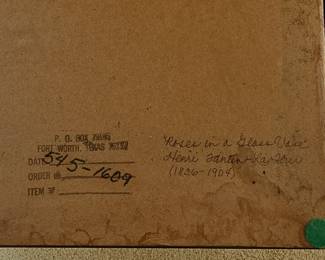 P. O. BOX
FORT WORTH, TEXAS
DATE
545-1609
ORDER #
ITEM #
"Roses in a Glass Vase"
Henri Fantin-Latour
(1836-1904)